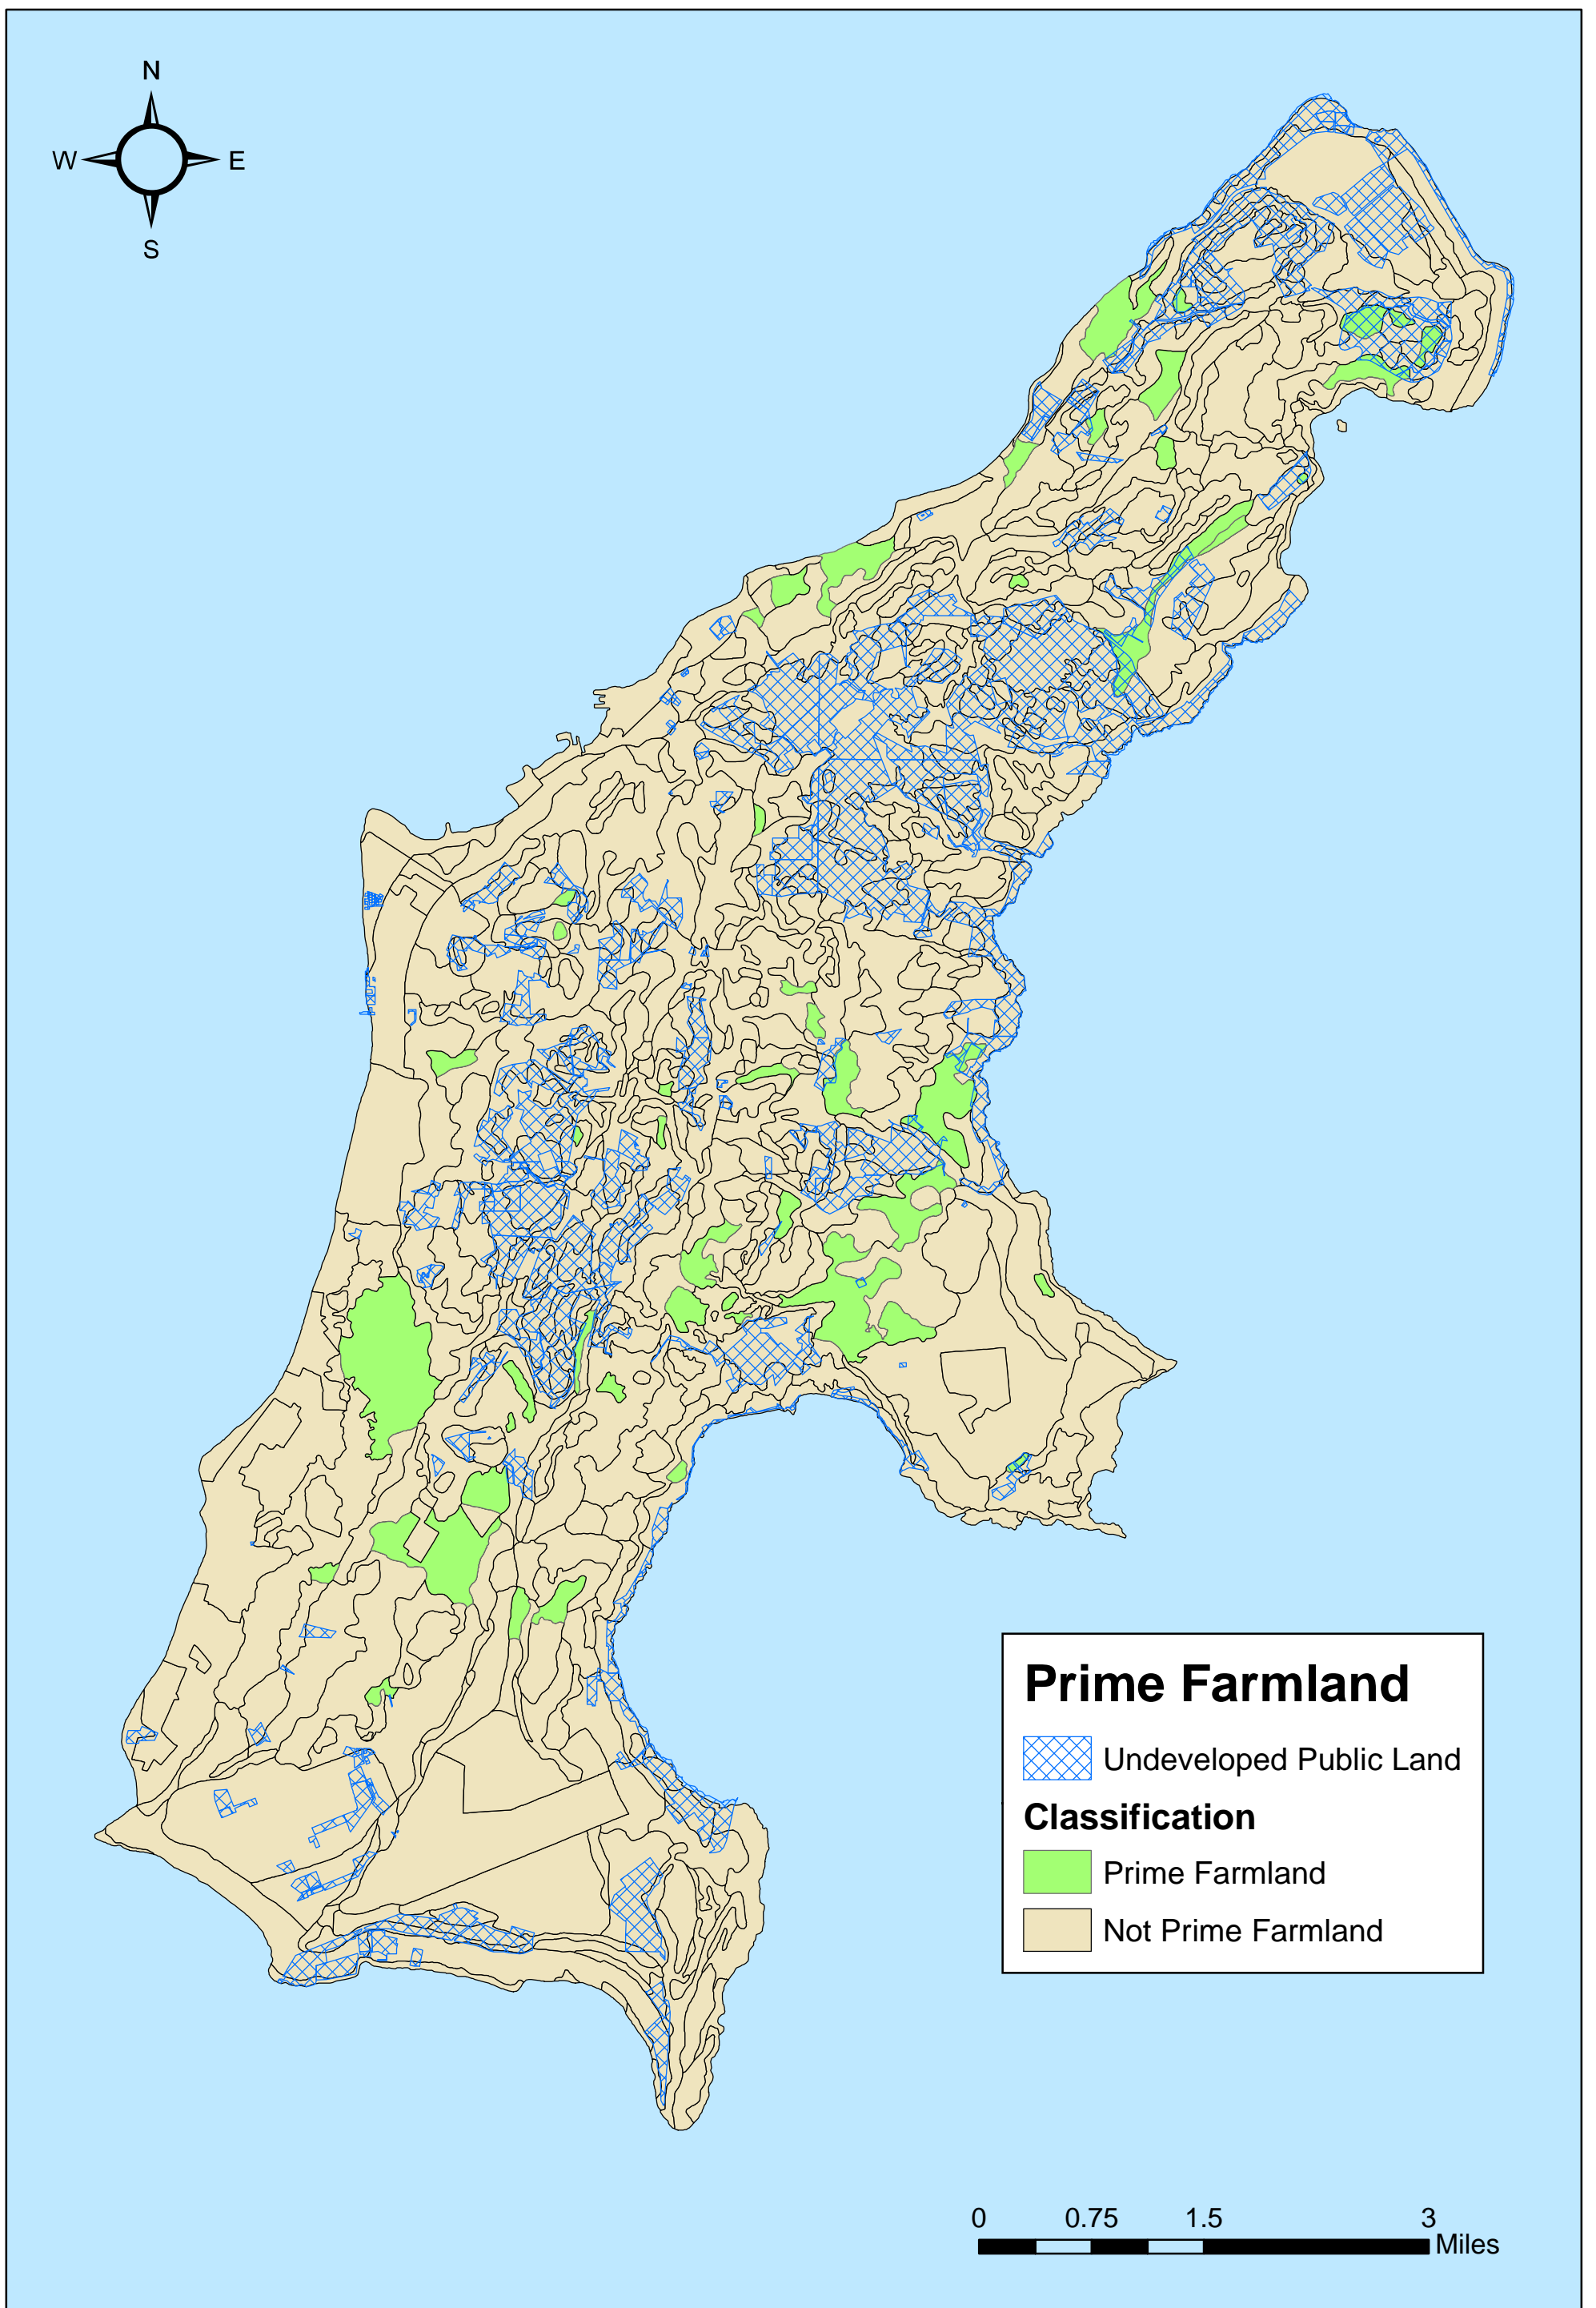 N
W E
S
Prime Farmland
Undeveloped Public Land
Classification
Prime Farmland
Not Prime Farmland
0 0.75 1.5 3
Miles